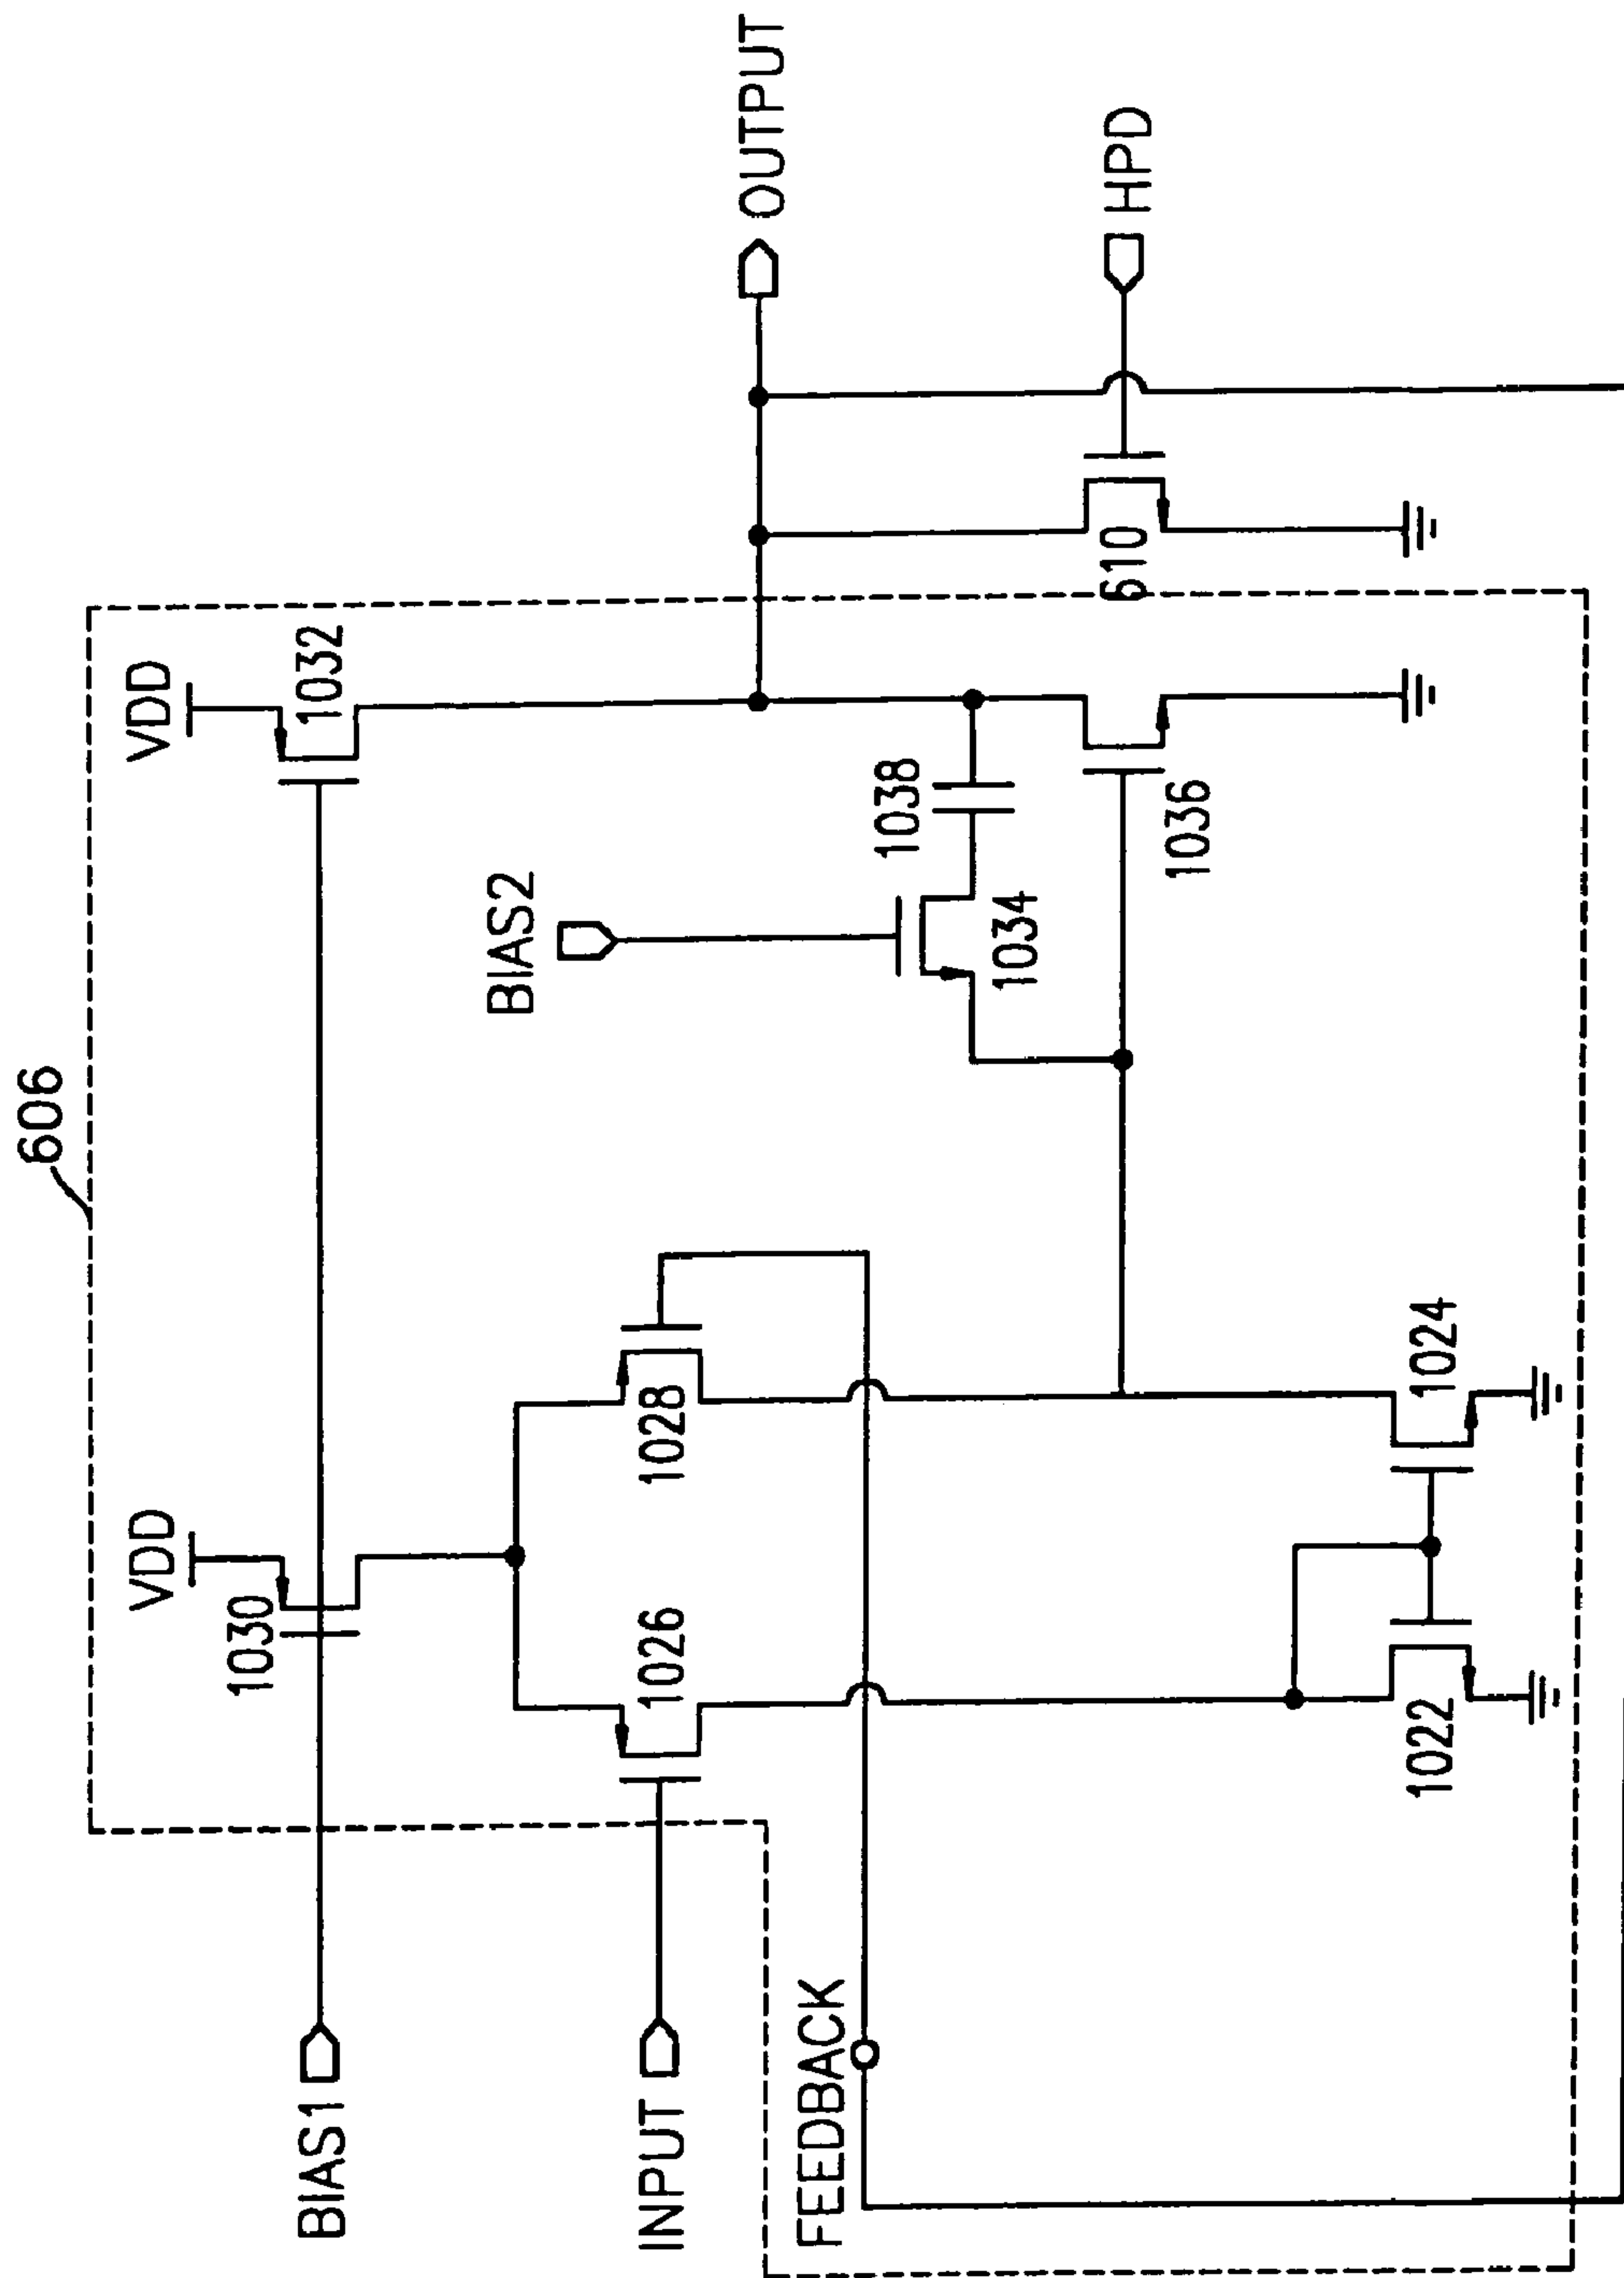 606
VDD
VDD
1030
1032
BIAS1
BIAS2
INPUT
1026
1028
OUTPUT
FEEDBACK
1038
1034
1036
610
HPD
1022
1024